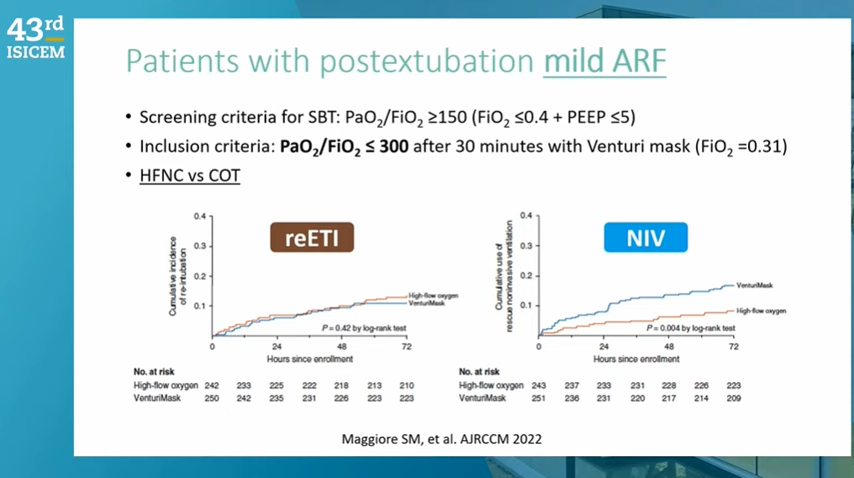 43rd
ISICEM
Patients with postextubation mild ARF
• Screening criteria for SBT: PaO2/FiO2 ≥150 (FiO2 ≤0.4 + PEEP ≤5)
• Inclusion criteria: PaO2/FiO2 ≤ 300 after 30 minutes with Venturi mask (FiO2 =0.31)
• HFNC vs COT
reETI
Cumulative incidence
of re-intubation
0.4
0.3
0.2
0.1
High-flow oxygen
VenturiMask
P = 0.42 by log-rank test
0 24 48 72
Hours since enrollment
No. at risk
High-flow oxygen 242 233 225 222 218 213 210
VenturiMask 250 242 235 231 226 223 223
NIV
Cumulative use of
rescue noninvasive ventilation
0.4
0.3
0.2
0.1
VenturiMask
High-flow oxygen
P = 0.004 by log-rank test
0 24 48 72
Hours since enrollment
No. at risk
High-flow oxygen 243 237 233 231 228 226 223
VenturiMask 251 236 231 220 217 214 209
Maggiore SM, et al. AJRCCM 2022